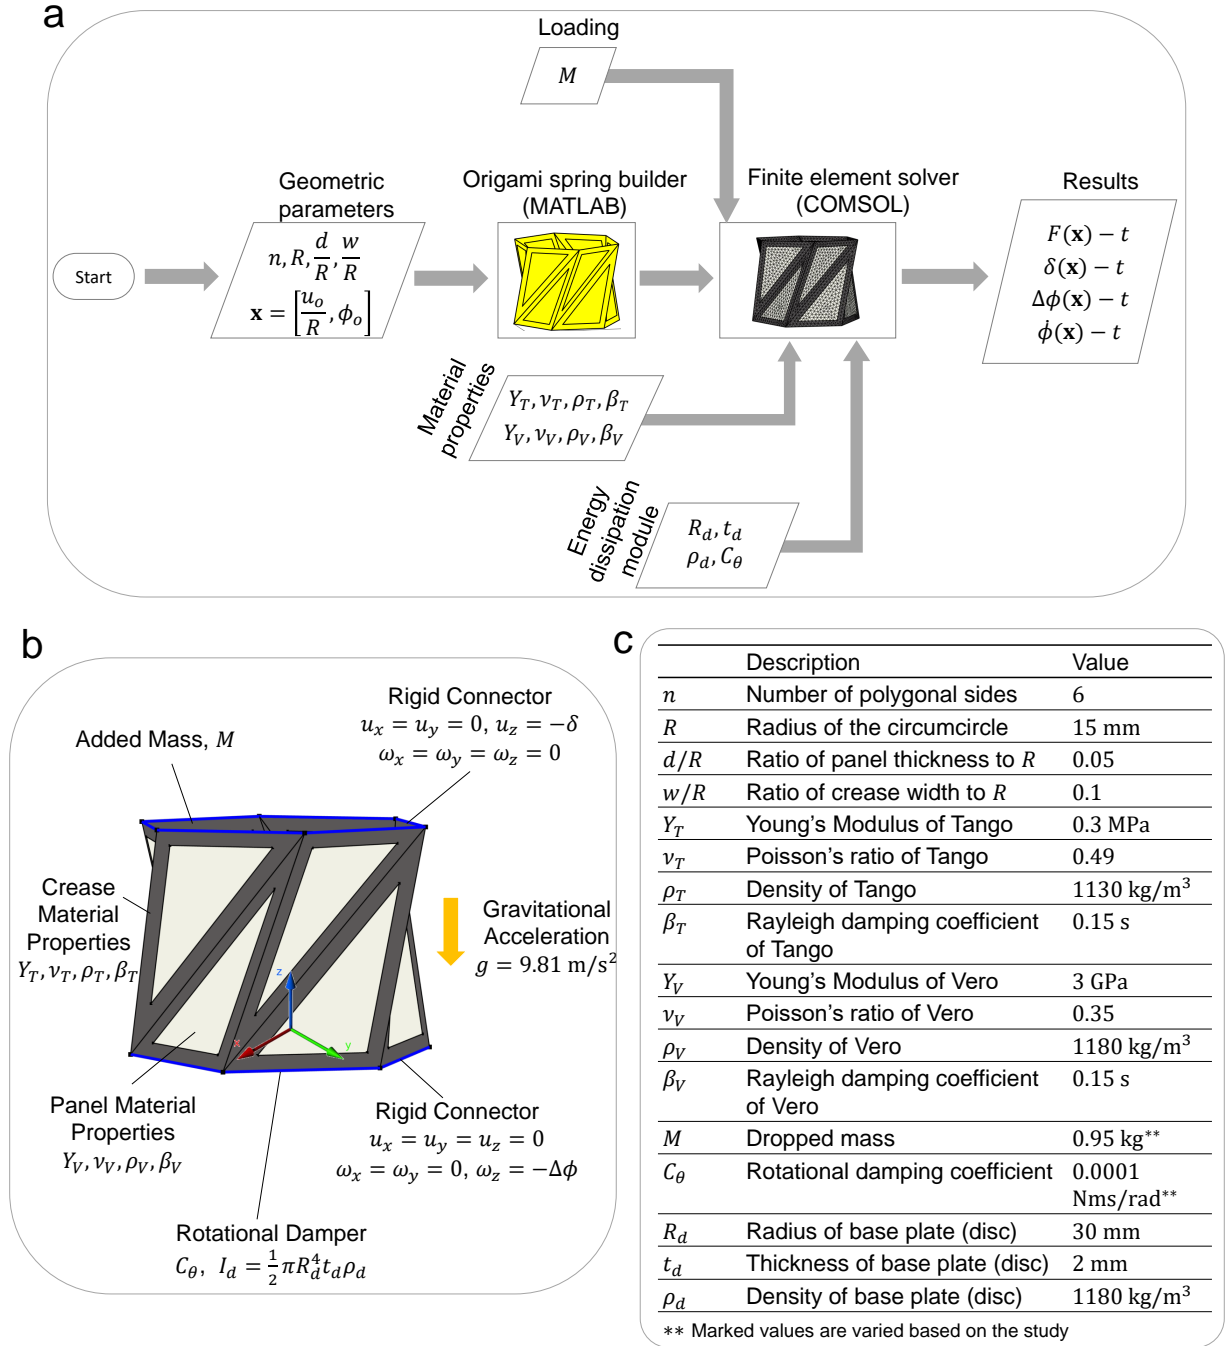 a
Loading
M
Geometric
parameters
Origami spring builder
(MATLAB)
Finite element solver
(COMSOL)
Results
Start
n, R, d/R, w/R
x = [u_o/R, ϕ_o]
F(x) − t
δ(x) − t
Δϕ(x) − t
ϕ̇(x) − t
Material
properties
Y_T, ν_T, ρ_T, β_T
Y_V, ν_V, ρ_V, β_V
Energy
dissipation
module
R_d, t_d
ρ_d, C_θ
b
Rigid Connector
u_x = u_y = 0, u_z = −δ
ω_x = ω_y = ω_z = 0
Added Mass, M
Crease
Material
Properties
Y_T, ν_T, ρ_T, β_T
Gravitational
Acceleration
g = 9.81 m/s²
z
x
y
Panel Material
Properties
Y_V, ν_V, ρ_V, β_V
Rigid Connector
u_x = u_y = u_z = 0
ω_x = ω_y = 0, ω_z = −Δϕ
Rotational Damper
C_θ, I_d = ½πR_d⁴t_dρ_d
c
Description Value
n Number of polygonal sides 6
R Radius of the circumcircle 15 mm
d/R Ratio of panel thickness to R 0.05
w/R Ratio of crease width to R 0.1
Y_T Young's Modulus of Tango 0.3 MPa
ν_T Poisson's ratio of Tango 0.49
ρ_T Density of Tango 1130 kg/m³
β_T Rayleigh damping coefficient 0.15 s
of Tango
Y_V Young's Modulus of Vero 3 GPa
ν_V Poisson's ratio of Vero 0.35
ρ_V Density of Vero 1180 kg/m³
β_V Rayleigh damping coefficient 0.15 s
of Vero
M Dropped mass 0.95 kg**
C_θ Rotational damping coefficient 0.0001
Nms/rad**
R_d Radius of base plate (disc) 30 mm
t_d Thickness of base plate (disc) 2 mm
ρ_d Density of base plate (disc) 1180 kg/m³
** Marked values are varied based on the study